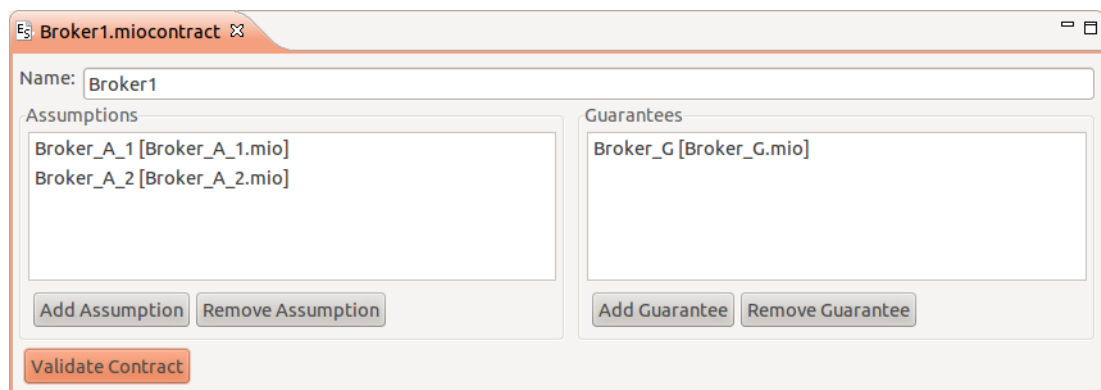 Broker1.miocontract
Name: Broker1
Assumptions
Broker_A_1 [Broker_A_1.mio]
Broker_A_2 [Broker_A_2.mio]
Add Assumption Remove Assumption
Guarantees
Broker_G [Broker_G.mio]
Add Guarantee Remove Guarantee
Validate Contract